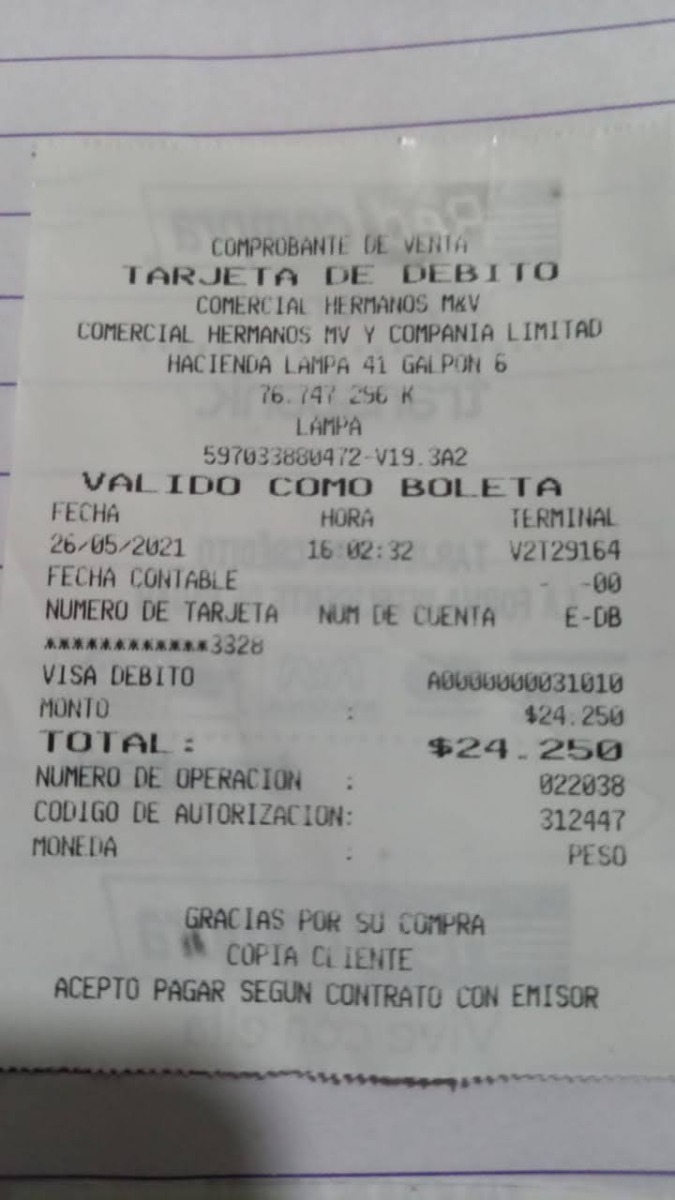 COMPROBANTE DE VENTA
TARJETA DE DEBITO
COMERCIAL HERMANOS M&V
COMERCIAL HERMANOS MV Y COMPANIA LIMITAD
HACIENDA LAMPA 41 GALPON 6
76.747 256 K
LAMPA
597033880472-V19.3A2
VALIDO COMO BOLETA
FECHA HORA TERMINAL
26/05/2021 16:02:32 V2T29164
FECHA CONTABLE - -00
NUMERO DE TARJETA NUM DE CUENTA E-DB
************3328
VISA DEBITO A0000000031010
MONTO : $24.250
TOTAL: $24.250
NUMERO DE OPERACION : 022038
CODIGO DE AUTORIZACION: 312447
MONEDA : PESO
GRACIAS POR SU COMPRA
COPIA CLIENTE
ACEPTO PAGAR SEGUN CONTRATO CON EMISOR